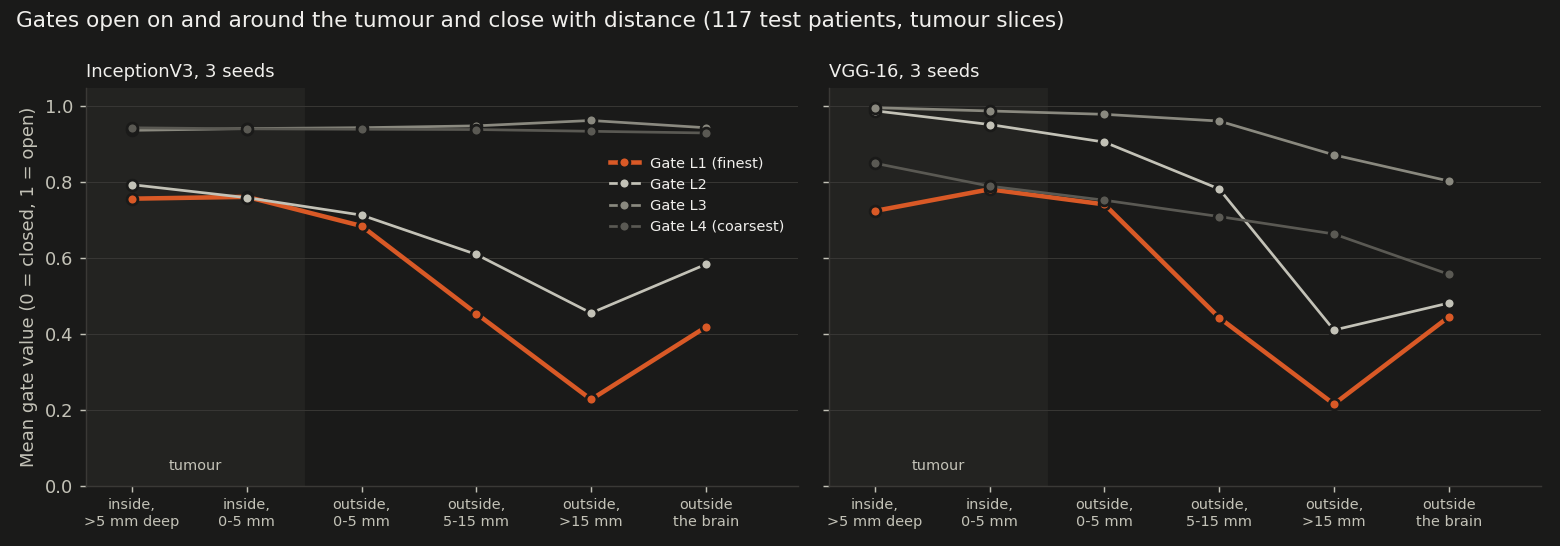 Gates open on and around the tumour and close with distance (117 test patients, tumour slices)
InceptionV3, 3 seeds
Mean gate value (0 = closed, 1 = open)
1.0
0.8
0.6
0.4
0.2
0.0
Gate L1 (finest)
Gate L2
Gate L3
Gate L4 (coarsest)
tumour
inside,
>5 mm deep
inside,
0-5 mm
outside,
0-5 mm
outside,
5-15 mm
outside,
>15 mm
outside
the brain
VGG-16, 3 seeds
tumour
inside,
>5 mm deep
inside,
0-5 mm
outside,
0-5 mm
outside,
5-15 mm
outside,
>15 mm
outside
the brain